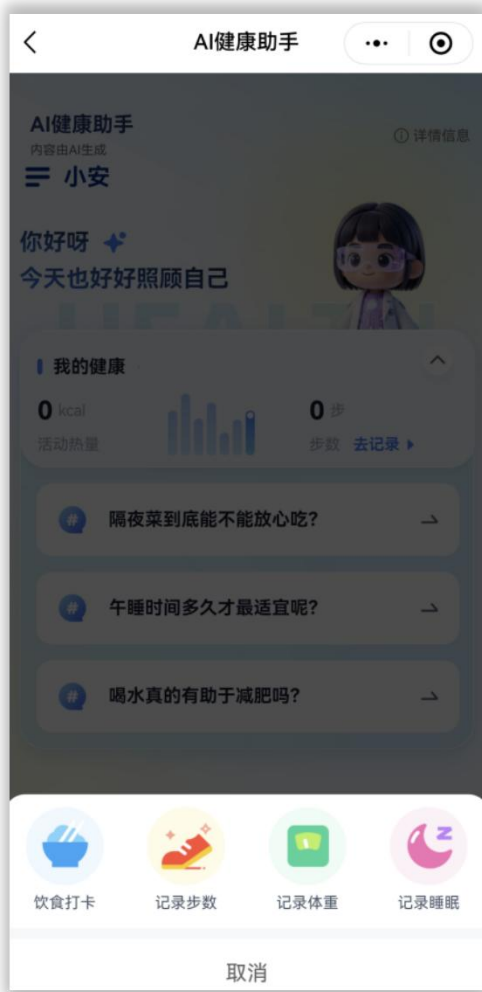 AI健康助手
AI健康助手
内容由AI生成
详情信息
小安
你好呀
今天也好好照顾自己
HEALTH
我的健康
0 kcal
0 步
活动热量
步数 去记录
# 隔夜菜到底能不能放心吃?
# 午睡时间多久才最适宜呢?
# 喝水真的有助于减肥吗?
饮食打卡
记录步数
记录体重
记录睡眠
取消